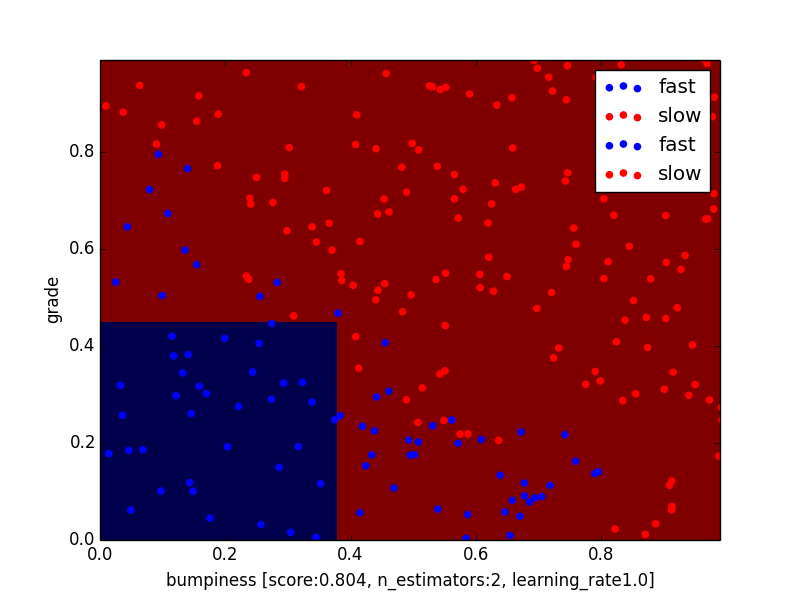 fast
slow
fast
slow
0.8
0.6
0.4
0.2
0.0
grade
0.0 0.2 0.4 0.6 0.8
bumpiness [score:0.804, n_estimators:2, learning_rate1.0]